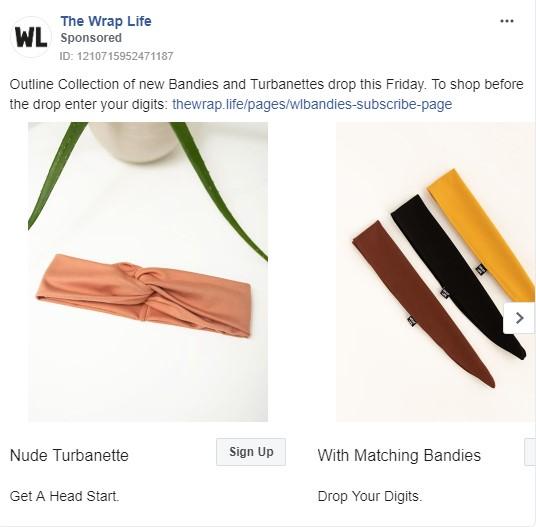 WL
The Wrap Life
Sponsored
ID: 1210715952471187
Outline Collection of new Bandies and Turbanettes drop this Friday. To shop before
the drop enter your digits: thewrap.life/pages/wlbandies-subscribe-page
Nude Turbanette
Sign Up
Get A Head Start.
With Matching Bandies
Drop Your Digits.